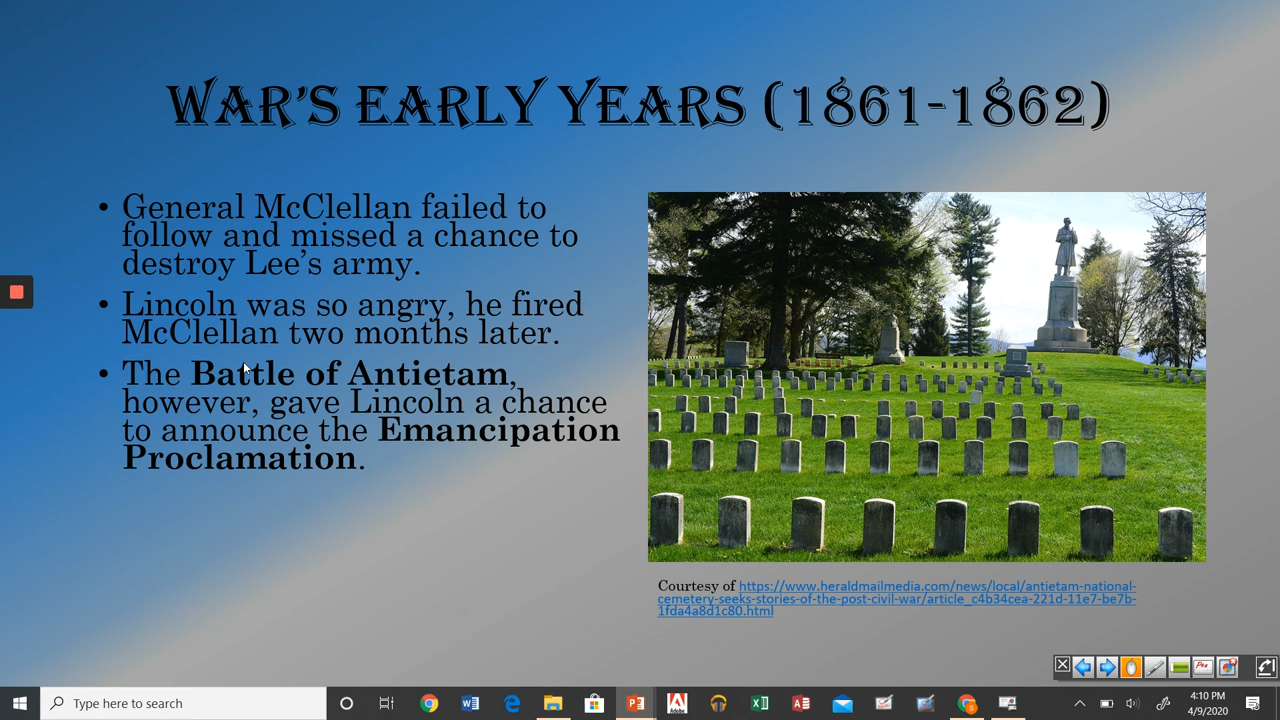 WAR'S EARLY YEARS (1861-1862)
• General McClellan failed to
follow and missed a chance to
destroy Lee's army.
• Lincoln was so angry, he fired
McClellan two months later.
• The Battle of Antietam,
however, gave Lincoln a chance
to announce the Emancipation
Proclamation.
Courtesy of https://www.heraldmailmedia.com/news/local/antietam-national-
cemetery-seeks-stories-of-the-post-civil-war/article_c4b34cea-221d-11e7-be7b-
1fda4a8d1c80.html
Type here to search
4:10 PM
4/9/2020